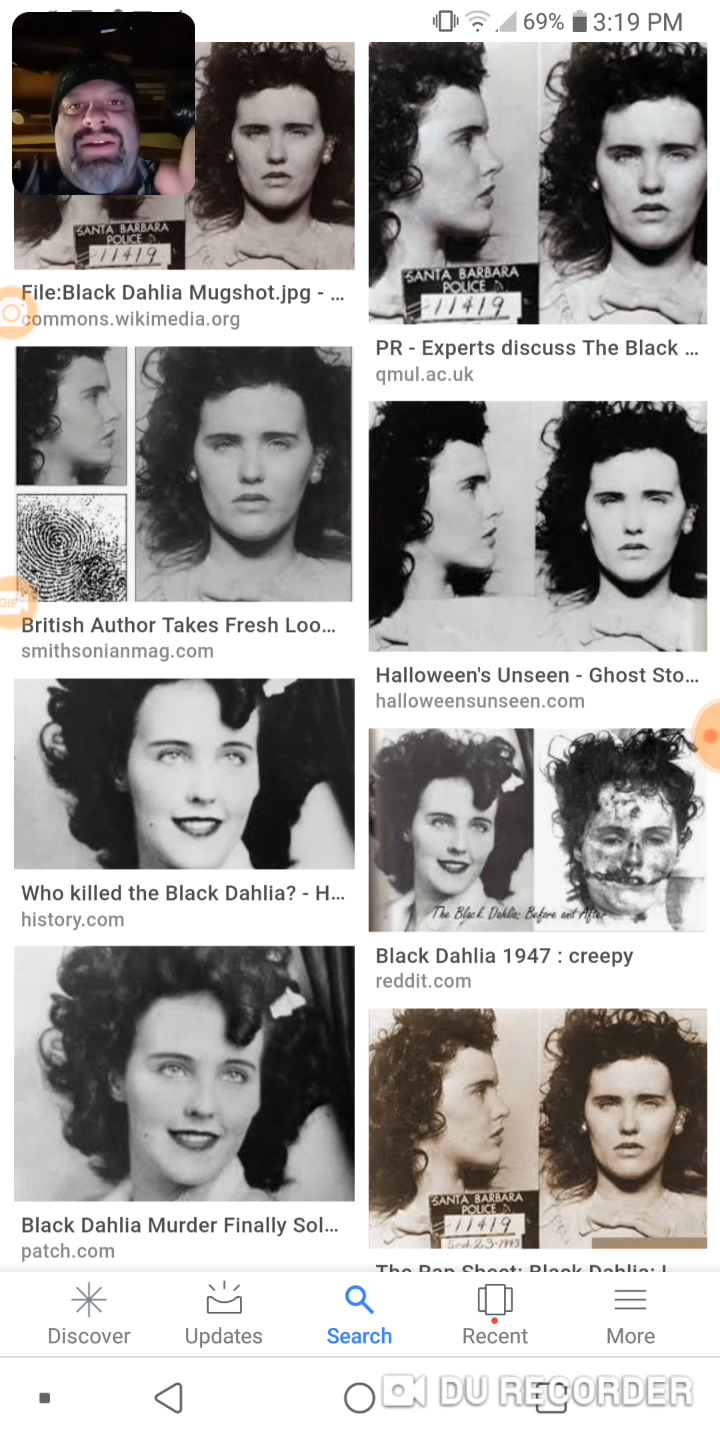 69% 3:19 PM
SANTA BARBARA
POLICE
11419
File:Black Dahlia Mugshot.jpg - ...
commons.wikimedia.org
SANTA BARBARA
POLICE
11419
PR - Experts discuss The Black ...
qmul.ac.uk
GIF
British Author Takes Fresh Loo...
smithsonianmag.com
Halloween's Unseen - Ghost Sto...
halloweensunseen.com
Who killed the Black Dahlia? - H...
history.com
The Black Dahlia: Before and After
Black Dahlia 1947 : creepy
reddit.com
Black Dahlia Murder Finally Sol...
patch.com
SANTA BARBARA
POLICE
11419
Discover
Updates
Search
Recent
More
DU RECORDER